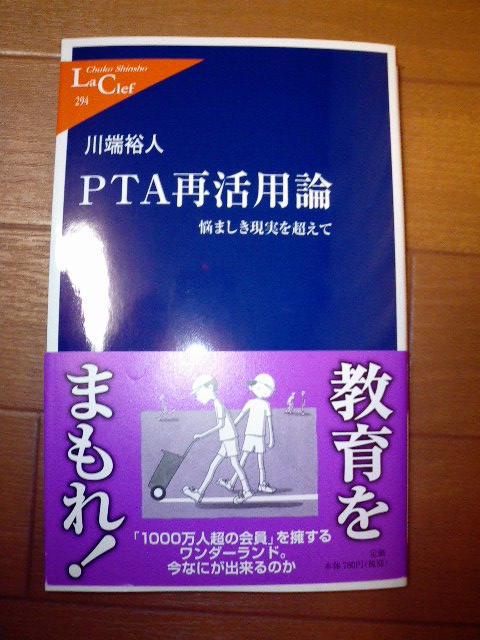 Chuko Shinsho
La Clef
294
川端裕人
PTA再活用論
悩ましき現実を超えて
教育を
まもれ!
「1000万人超の会員」を擁する
ワンダーランド。
今なにが出来るのか
定価
本体780円(税別)